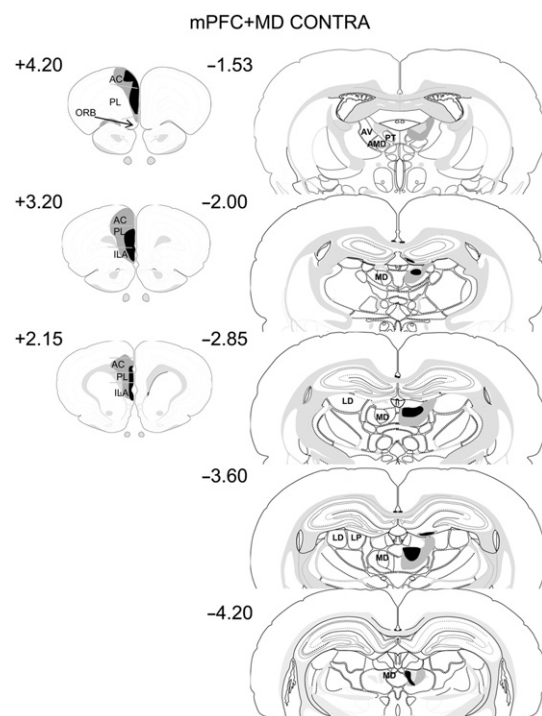 mPFC+MD CONTRA
+4.20
AC
PL
ORB
+3.20
AC
PL
ILA
+2.15
AC
PL
ILA
−1.53
AV
PT
AMD
−2.00
MD
−2.85
LD
MD
−3.60
LD LP
MD
−4.20
MD